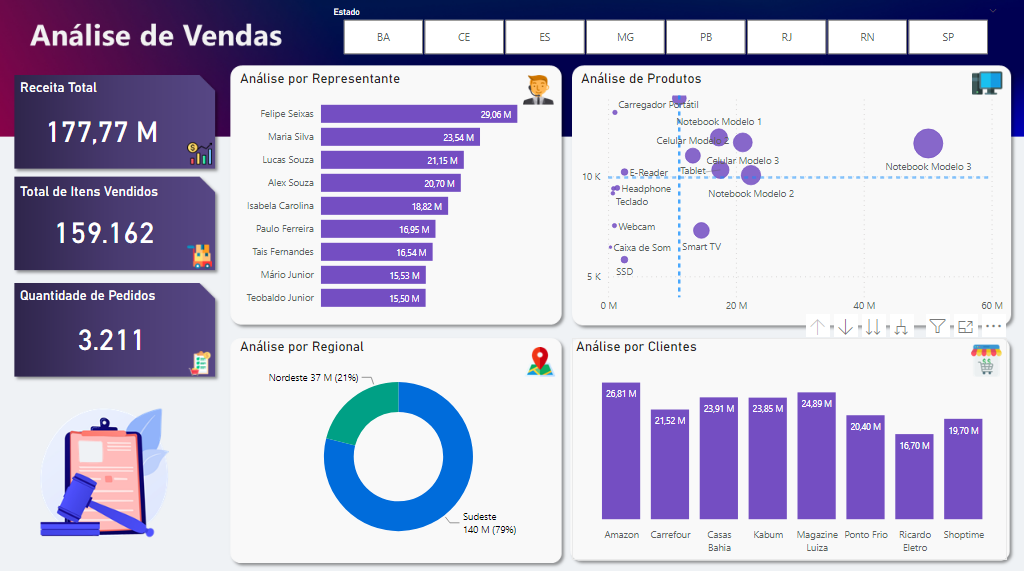 Análise de Vendas
Estado
BA
CE
ES
MG
PB
RJ
RN
SP
Receita Total
177,77 M
Total de Itens Vendidos
159.162
Quantidade de Pedidos
3.211
Análise por Representante
Felipe Seixas 29,06 M
Maria Silva 23,54 M
Lucas Souza 21,15 M
Alex Souza 20,70 M
Isabela Carolina 18,82 M
Paulo Ferreira 16,95 M
Tais Fernandes 16,54 M
Mário Junior 15,53 M
Teobaldo Junior 15,50 M
Análise de Produtos
Carregador Portátil
Notebook Modelo 1
Celular Modelo 2
Celular Modelo 3
Notebook Modelo 3
Tablet
E-Reader
10 K
Headphone
Notebook Modelo 2
Teclado
Webcam
Smart TV
Caixa de Som
SSD
5 K
0 M
20 M
40 M
60 M
Análise por Regional
Nordeste 37 M (21%)
Sudeste
140 M (79%)
Análise por Clientes
26,81 M
21,52 M
23,91 M
23,85 M
24,89 M
20,40 M
16,70 M
19,70 M
Amazon
Carrefour
Casas
Bahia
Kabum
Magazine
Luiza
Ponto Frio
Ricardo
Eletro
Shoptime